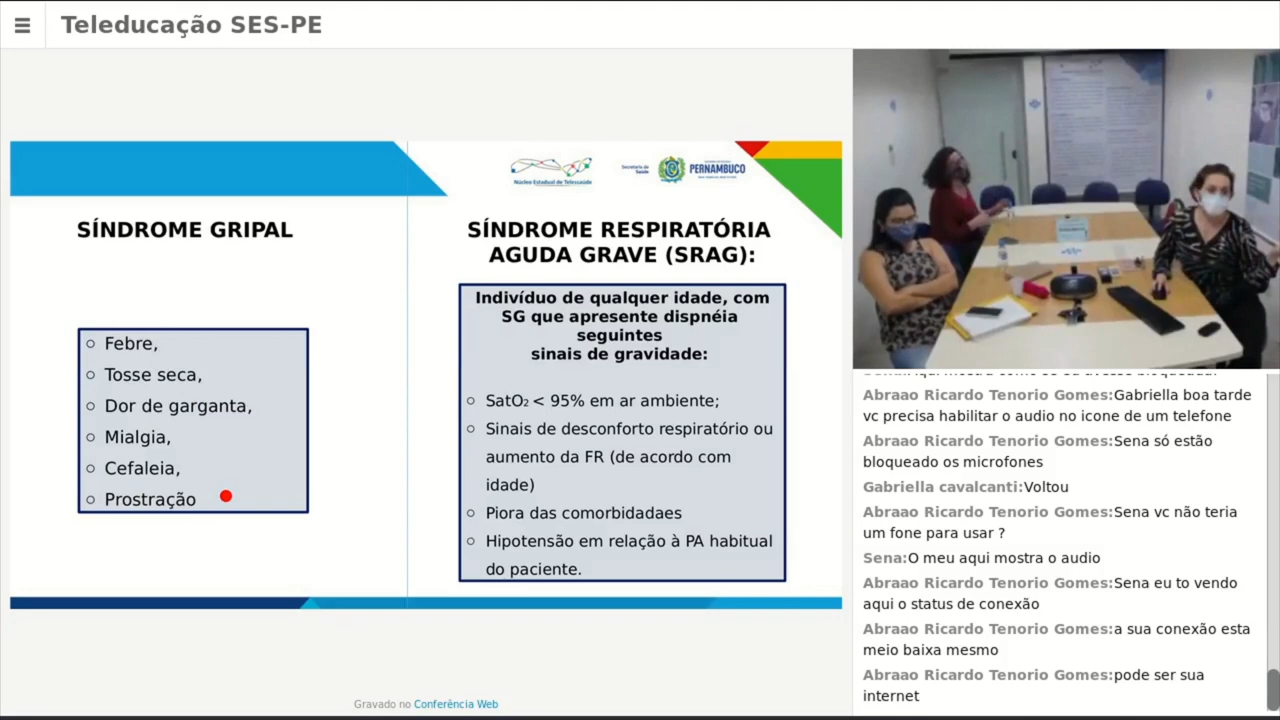 Teleducação SES-PE
Núcleo Estadual de Telessaúde
Secretaria de
Saúde
PERNAMBUCO
SÍNDROME GRIPAL
Febre,
Tosse seca,
Dor de garganta,
Mialgia,
Cefaleia,
Prostração
SÍNDROME RESPIRATÓRIA
AGUDA GRAVE (SRAG):
Indivíduo de qualquer idade, com
SG que apresente dispnéia
seguintes
sinais de gravidade:
SatO₂ < 95% em ar ambiente;
Sinais de desconforto respiratório ou
aumento da FR (de acordo com
idade)
Piora das comorbidadaes
Hipotensão em relação à PA habitual
do paciente.
Gravado no Conferência Web
Abraao Ricardo Tenorio Gomes:Gabriella boa tarde
vc precisa habilitar o audio no icone de um telefone
Abraao Ricardo Tenorio Gomes:Sena só estão
bloqueado os microfones
Gabriella cavalcanti:Voltou
Abraao Ricardo Tenorio Gomes:Sena vc não teria
um fone para usar ?
Sena:O meu aqui mostra o audio
Abraao Ricardo Tenorio Gomes:Sena eu to vendo
aqui o status de conexão
Abraao Ricardo Tenorio Gomes:a sua conexão esta
meio baixa mesmo
Abraao Ricardo Tenorio Gomes:pode ser sua
internet